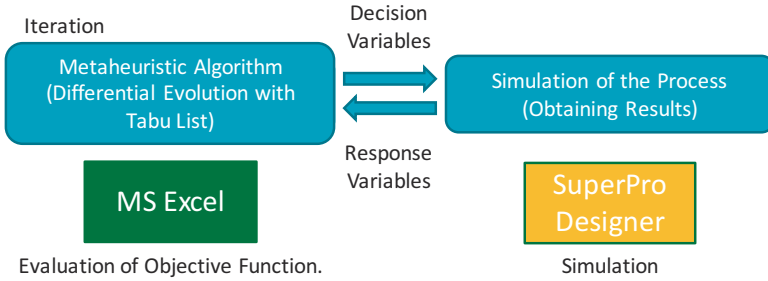 Iteration
Decision
Variables
Metaheuristic Algorithm
(Differential Evolution with
Tabu List)
Simulation of the Process
(Obtaining Results)
Response
Variables
MS Excel
SuperPro
Designer
Evaluation of Objective Function.
Simulation